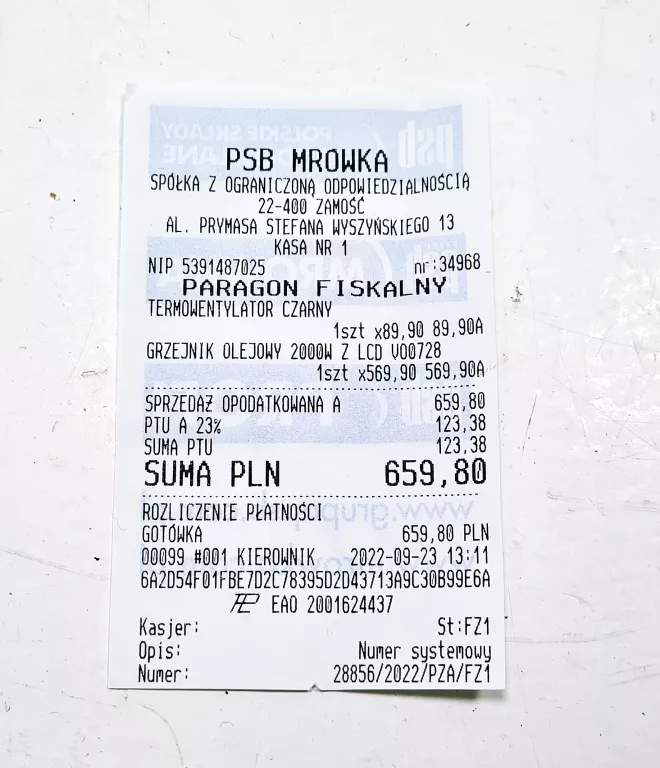 PSB MRÓWKA
SPÓŁKA Z OGRANICZONĄ ODPOWIEDZIALNOŚCIĄ
22-400 ZAMOŚĆ
AL. PRYMASA STEFANA WYSZYŃSKIEGO 13
KASA NR 1
NIP 5391487025 nr:34968
PARAGON FISKALNY
TERMOWENTYLATOR CZARNY
1szt x89,90 89,90A
GRZEJNIK OLEJOWY 2000W Z LCD VO0728
1szt x569,90 569,90A
SPRZEDAŻ OPODATKOWANA A 659,80
PTU A 23% 123,38
SUMA PTU 123,38
SUMA PLN 659,80
ROZLICZENIE PŁATNOŚCI
GOTÓWKA 659,80 PLN
00099 #001 KIEROWNIK 2022-09-23 13:11
6A2D54F01FBE7D2C78395D2D43713A9C30B99E6A
EAO 2001624437
Kasjer: St:FZ1
Opis: Numer systemowy
Numer: 28856/2022/PZA/FZ1